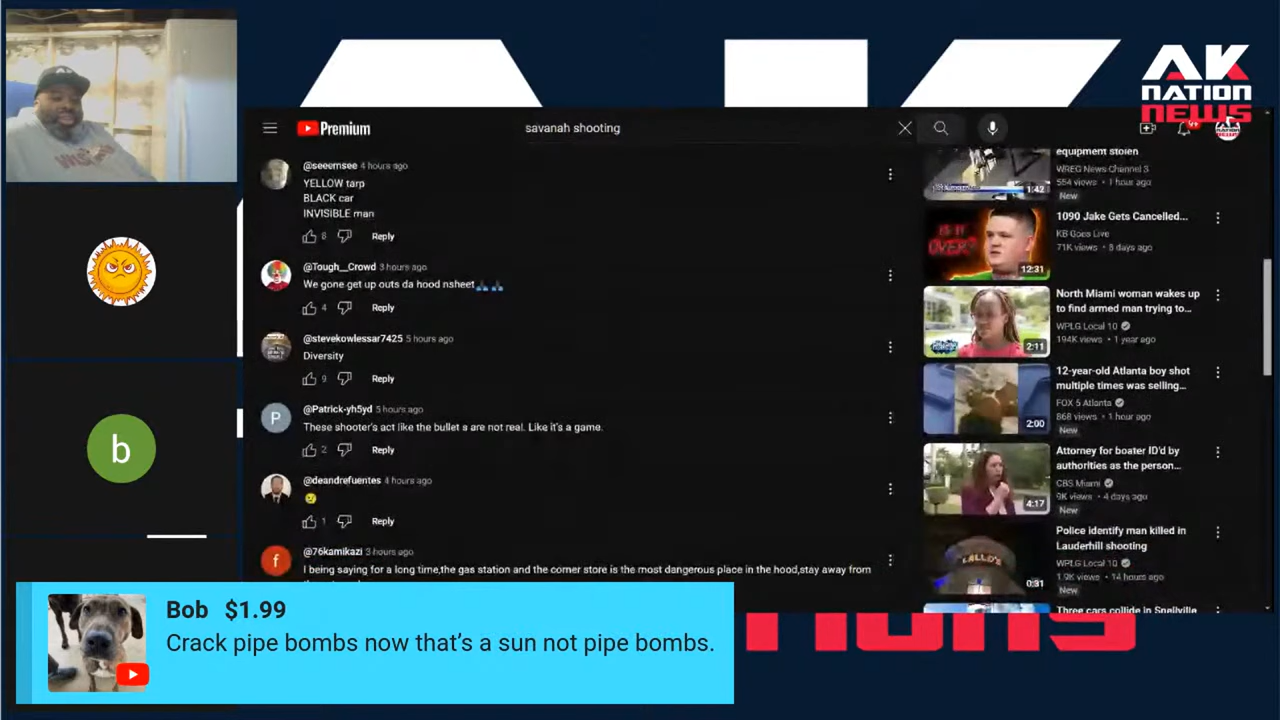 AK
NATION
NEWS
Premium
savanah shooting
9+
@seeemsee 4 hours ago
YELLOW tarp
BLACK car
INVISIBLE man
8 Reply
@Tough__Crowd 3 hours ago
We gone get up outs da hood nsheet
4 Reply
@stevekowlessar7425 5 hours ago
Diversity
9 Reply
P
@Patrick-yh5yd 5 hours ago
These shooter's act like the bullet s are not real. Like it's a game.
2 Reply
@deandrefuentes 4 hours ago
1 Reply
f
@76kamikazi 3 hours ago
I being saying for a long time,the gas station and the corner store is the most dangerous place in the hood,stay away from
equipment stolen
WREG News Channel 3
584 views • 1 hour ago
New
1:42
IS IT
OVER?
12:31
1090 Jake Gets Cancelled...
KB Goes Live
71K views • 8 days ago
2:11
North Miami woman wakes up
to find armed man trying to...
WPLG Local 10
194K views • 1 year ago
2:00
12-year-old Atlanta boy shot
multiple times was selling...
FOX 5 Atlanta
868 views • 1 hour ago
New
4:17
Attorney for boater ID'd by
authorities as the person...
CBS Miami
9K views • 4 days ago
New
0:31
Police identify man killed in
Lauderhill shooting
WPLG Local 10
1.9K views • 14 hours ago
New
Three cars collide in Snellville
b
Bob $1.99
Crack pipe bombs now that's a sun not pipe bombs.